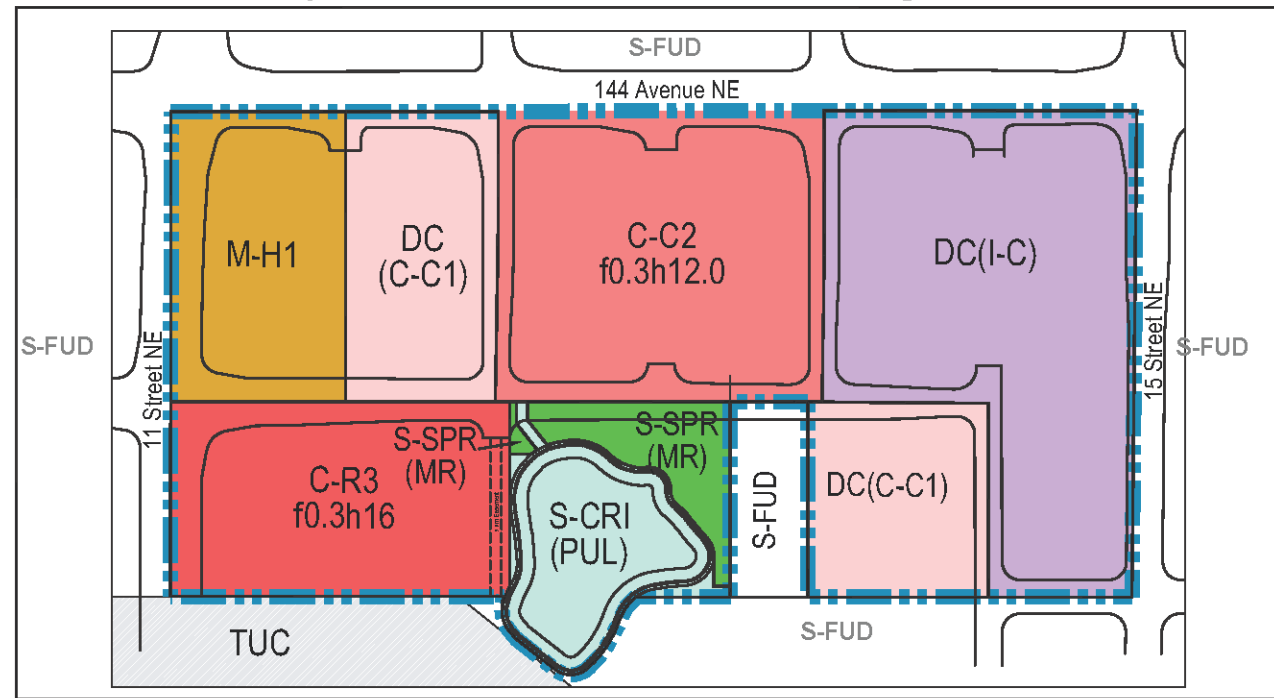 S-FUD
144 Avenue NE
M-H1
DC
(C-C1)
C-C2
f0.3h12.0
DC(I-C)
S-FUD
11 Street NE
15 Street NE
S-FUD
C-R3
f0.3h16
S-SPR
(MR)
S-SPR
(MR)
S-CRI
(PUL)
S-FUD
DC(C-C1)
TUC
S-FUD